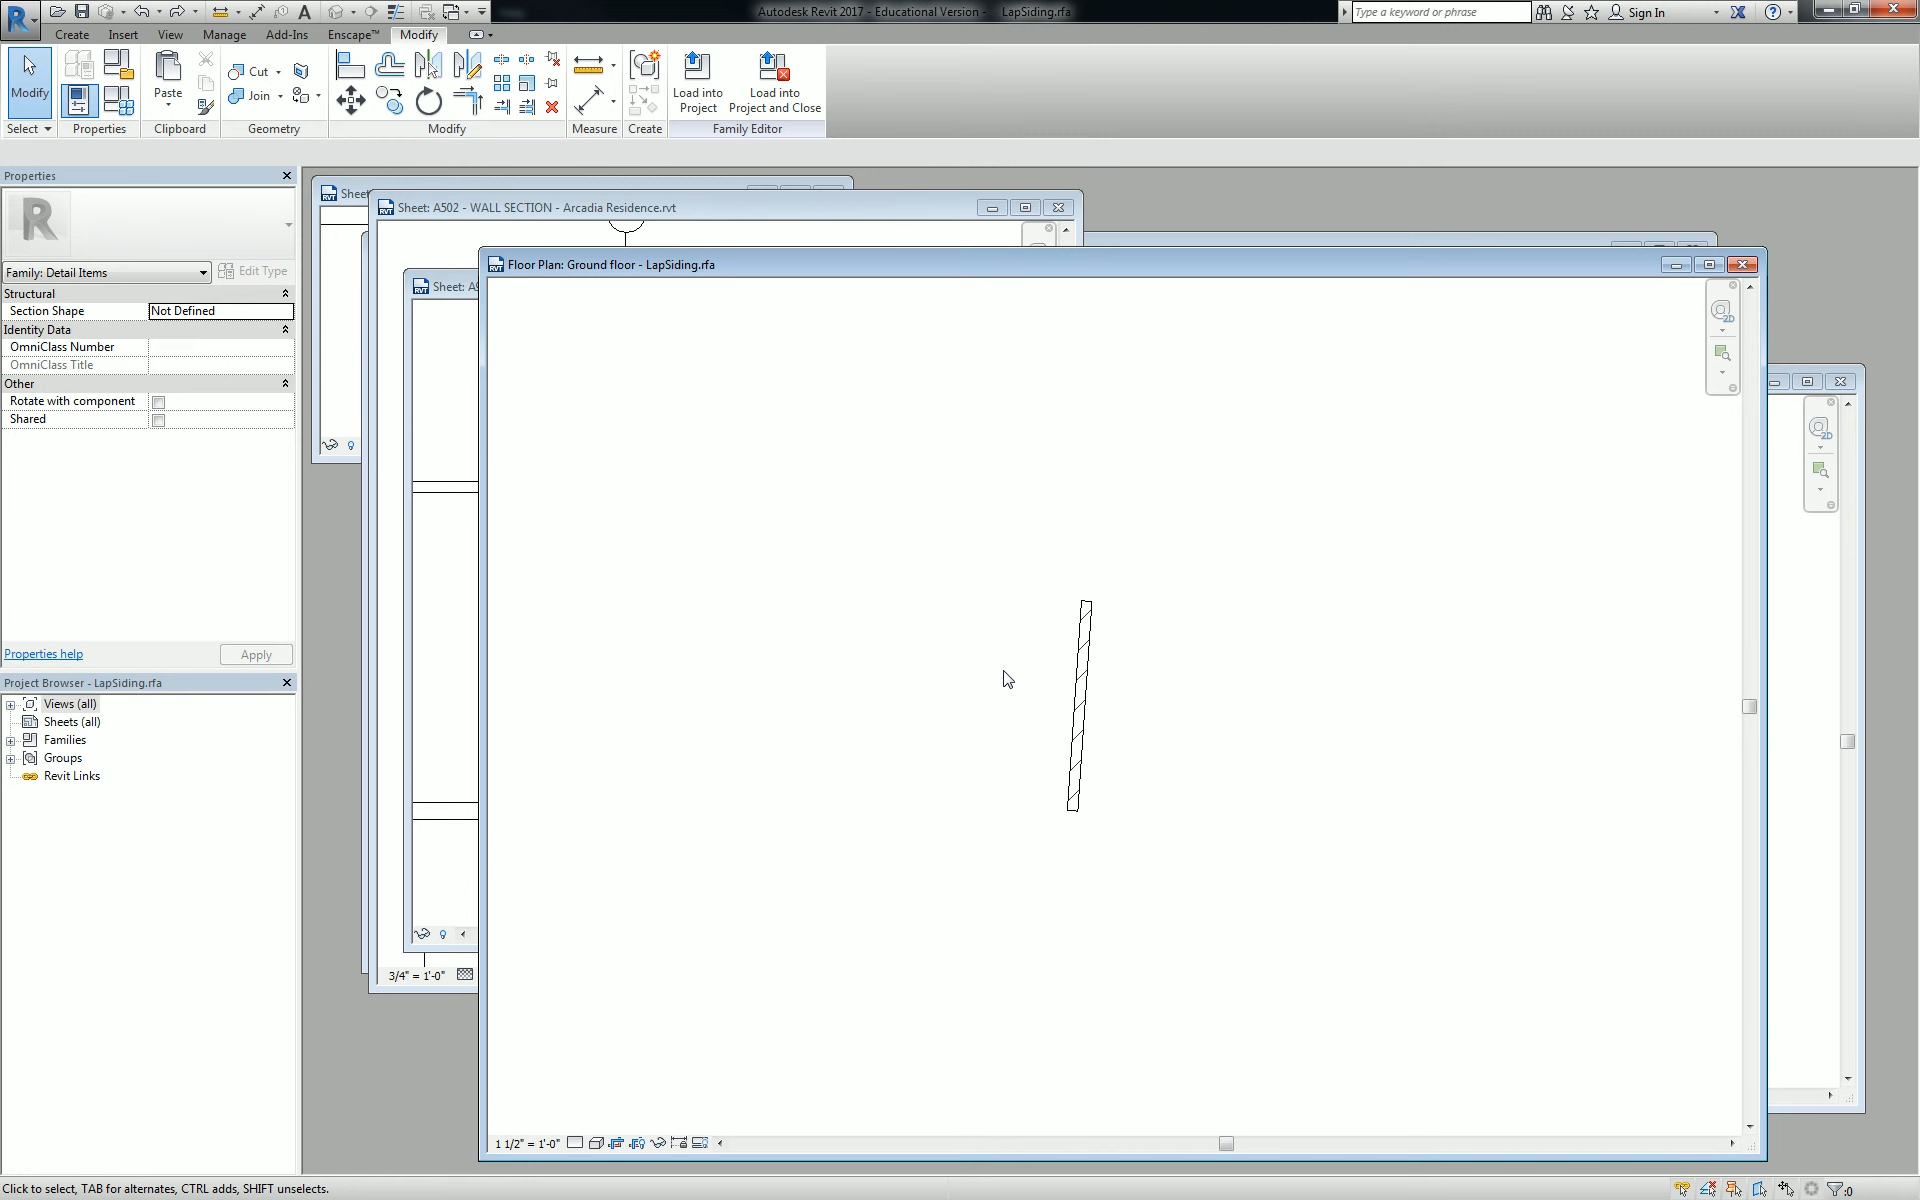 Autodesk Revit 2017 - Educational Version - LapSiding.rfa
Type a keyword or phrase
Sign In
Create Insert View Manage Add-Ins Enscape™ Modify
Modify
Paste
Cut
Join
Load into Project
Load into Project and Close
Select Properties Clipboard Geometry Modify Measure Create Family Editor
Properties
Family: Detail Items
Edit Type
Structural
Section Shape Not Defined
Identity Data
OmniClass Number
OmniClass Title
Other
Rotate with component
Shared
Properties help
Apply
Project Browser - LapSiding.rfa
Views (all)
Sheets (all)
Families
Groups
Revit Links
Sheet: A502 - WALL SECTION - Arcadia Residence.rvt
Floor Plan: Ground floor - LapSiding.rfa
3/4" = 1'-0"
1 1/2" = 1'-0"
2D
2D
Click to select, TAB for alternates, CTRL adds, SHIFT unselects.
:0